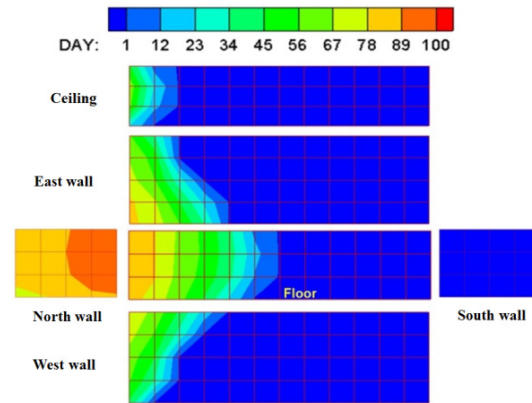 DAY: 1 12 23 34 45 56 67 78 89 100
Ceiling
East wall
Floor
North wall
South wall
West wall